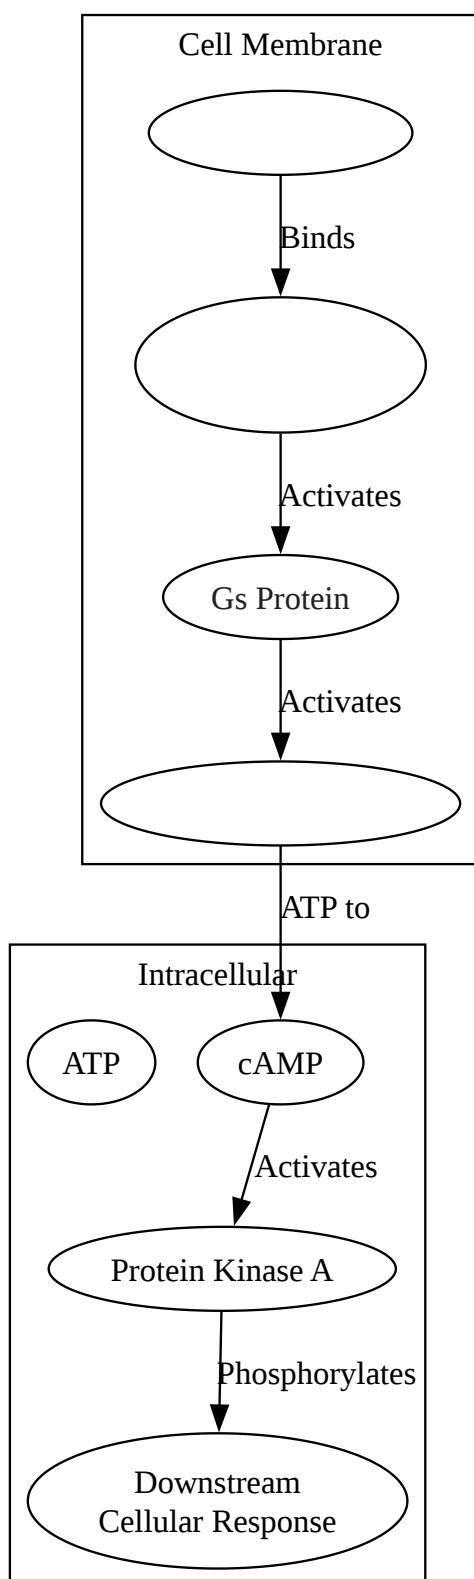 Cell Membrane
Binds
Activates
Gs Protein
Activates
ATP to
Intracellular
ATP
cAMP
Activates
Protein Kinase A
Phosphorylates
Downstream
Cellular Response